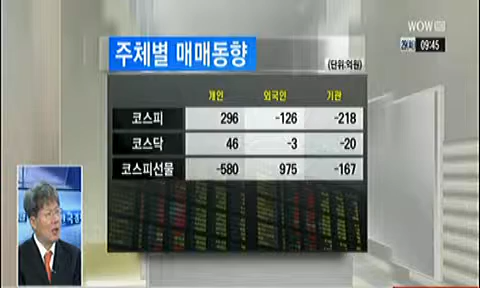 WOW
09:45
주체별 매매동향
(단위:억원)
개인 외국인 기관
코스피 296 -126 -218
코스닥 46 -3 -20
코스피선물 -580 975 -167